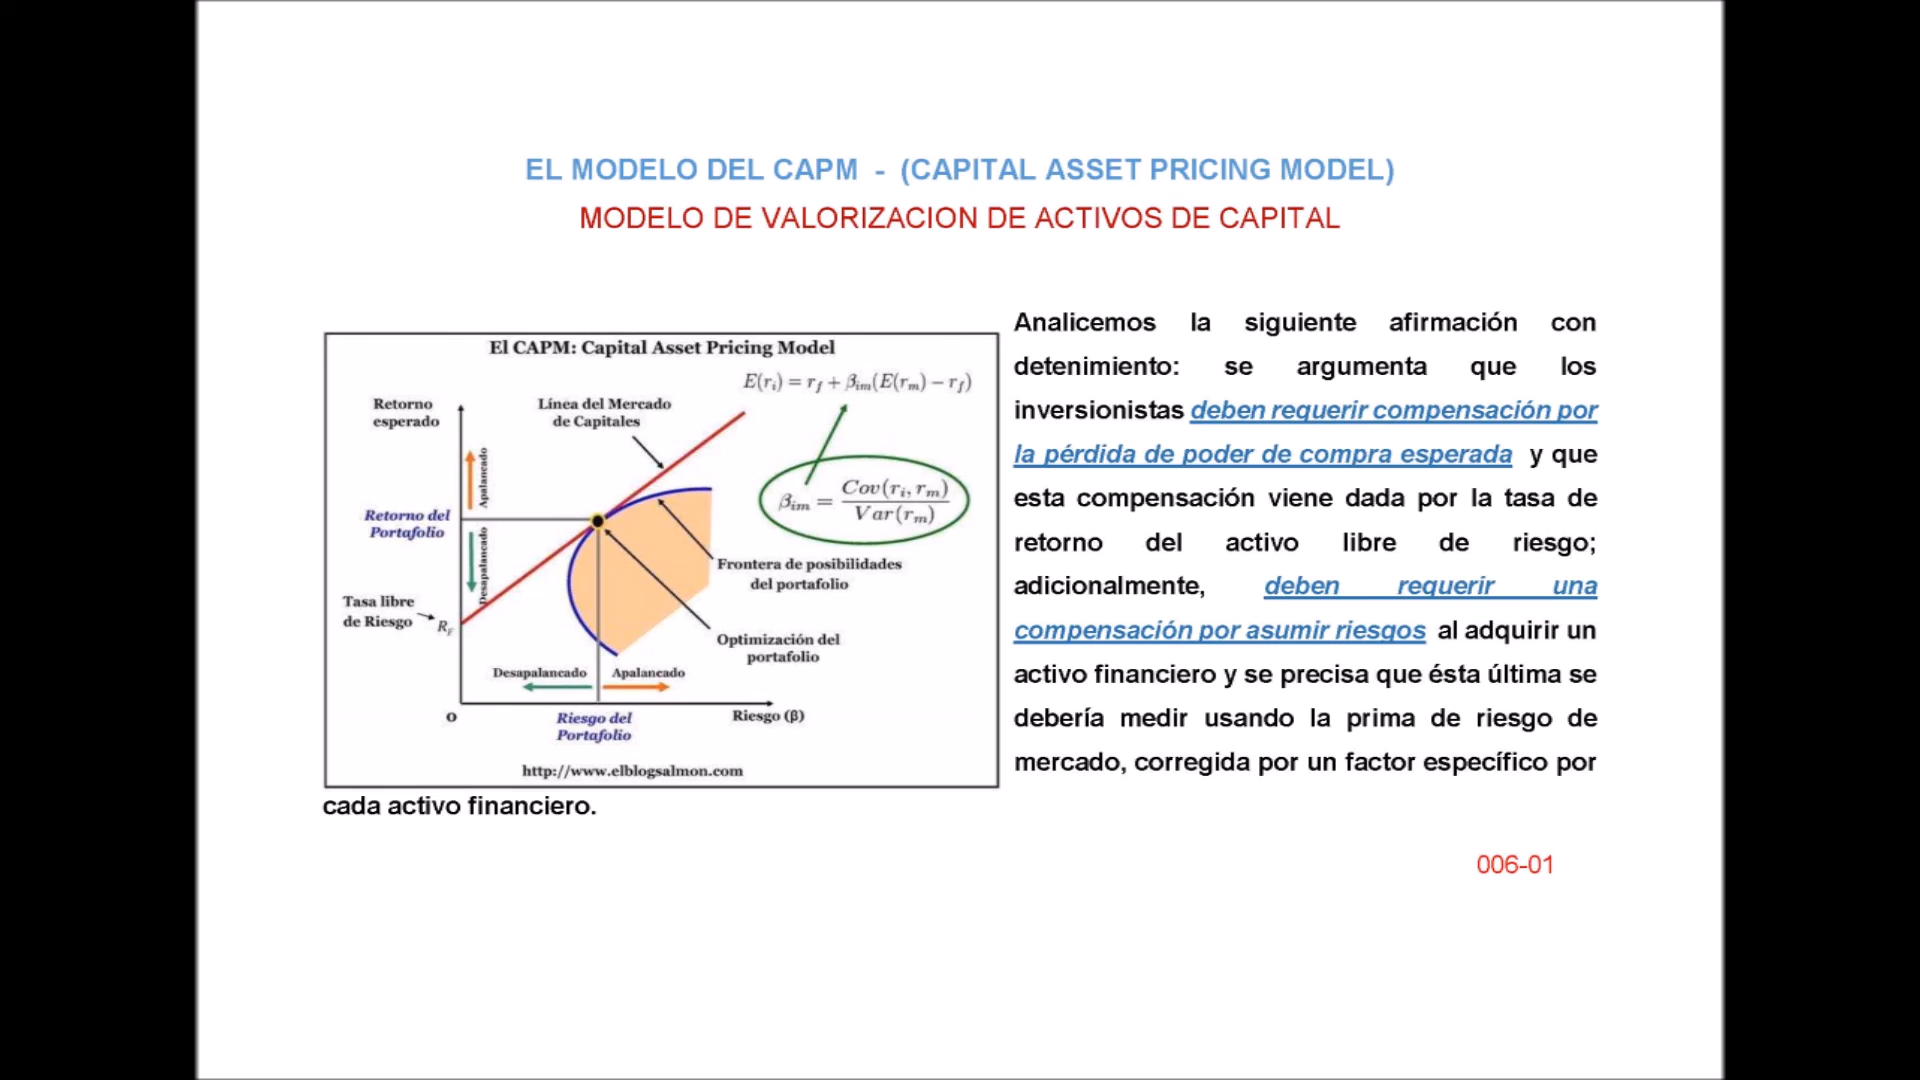 EL MODELO DEL CAPM - (CAPITAL ASSET PRICING MODEL)
MODELO DE VALORIZACION DE ACTIVOS DE CAPITAL
El CAPM: Capital Asset Pricing Model
E(r_i) = r_f + β_im(E(r_m) − r_f)
Retorno
esperado
Línea del Mercado
de Capitales
Apalancado
β_im = Cov(r_i, r_m) / Var(r_m)
Retorno del
Portafolio
Desapalancado
Frontera de posibilidades
del portafolio
Tasa libre
de Riesgo
R_F
Optimización del
portafolio
Desapalancado
Apalancado
0
Riesgo del
Portafolio
Riesgo (β)
http://www.elblogsalmon.com
Analicemos la siguiente afirmación con
detenimiento: se argumenta que los
inversionistas deben requerir compensación por
la pérdida de poder de compra esperada y que
esta compensación viene dada por la tasa de
retorno del activo libre de riesgo;
adicionalmente, deben requerir una
compensación por asumir riesgos al adquirir un
activo financiero y se precisa que ésta última se
debería medir usando la prima de riesgo de
mercado, corregida por un factor específico por
cada activo financiero.
006-01